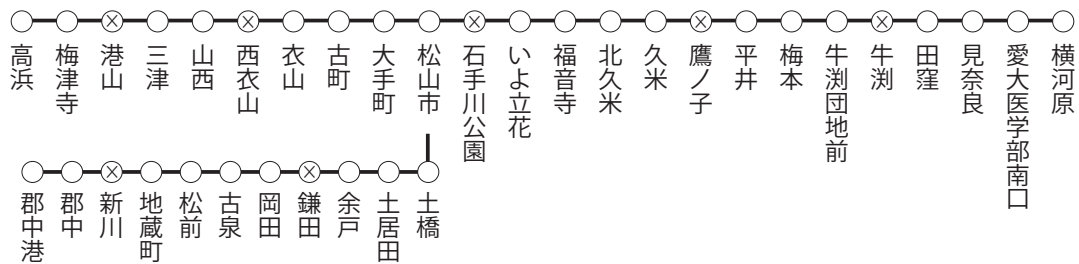 高浜
梅津寺
港山
三津
山西
西衣山
衣山
古町
大手町
松山市
石手川公園
いよ立花
福音寺
北久米
久米
鷹ノ子
平井
梅本
牛渕団地前
牛渕
田窪
見奈良
愛大医学部南口
横河原
郡中港
郡中
新川
地蔵町
松前
古泉
岡田
鎌田
余戸
土居田
土橋